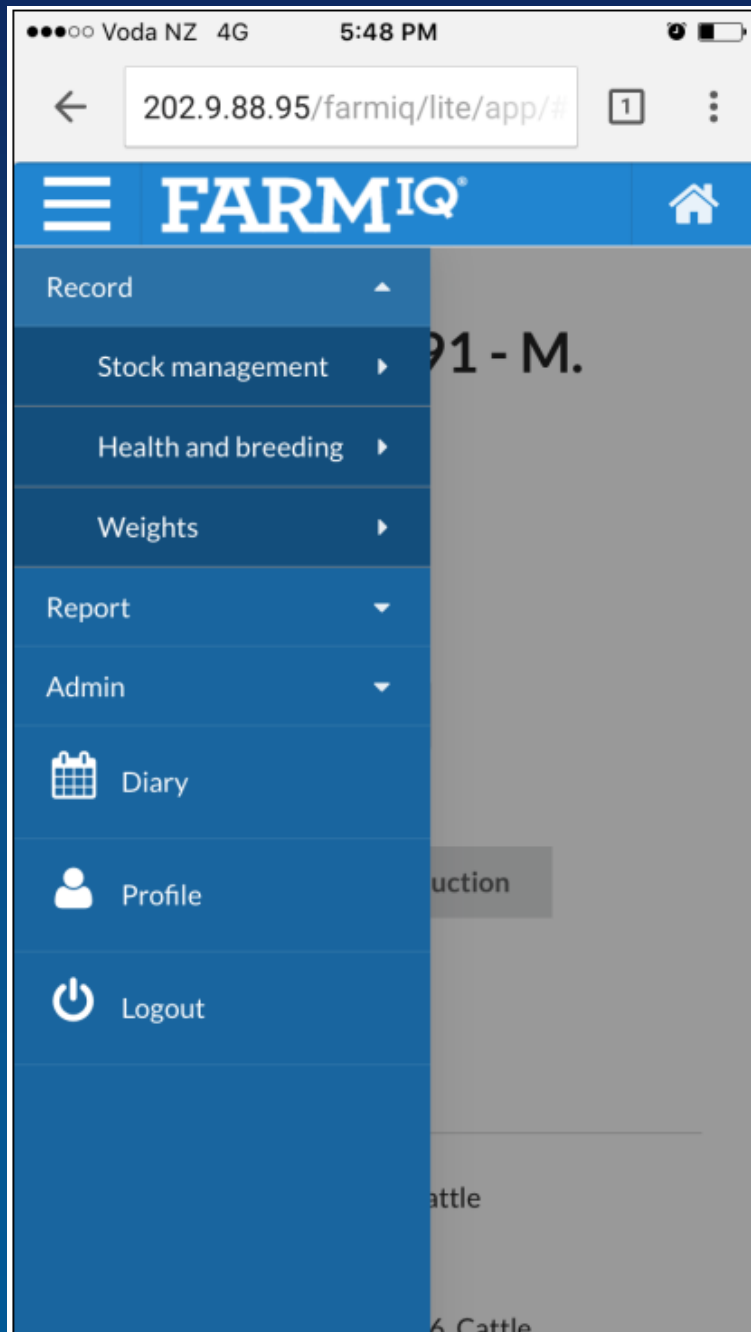 Voda NZ 4G 5:48 PM
202.9.88.95/farmiq/lite/app/#
1
FARMIQ®
Record
91 - M.
Stock management
Health and breeding
Weights
Report
Admin
Diary
Profile
uction
Logout
attle
6, Cattle